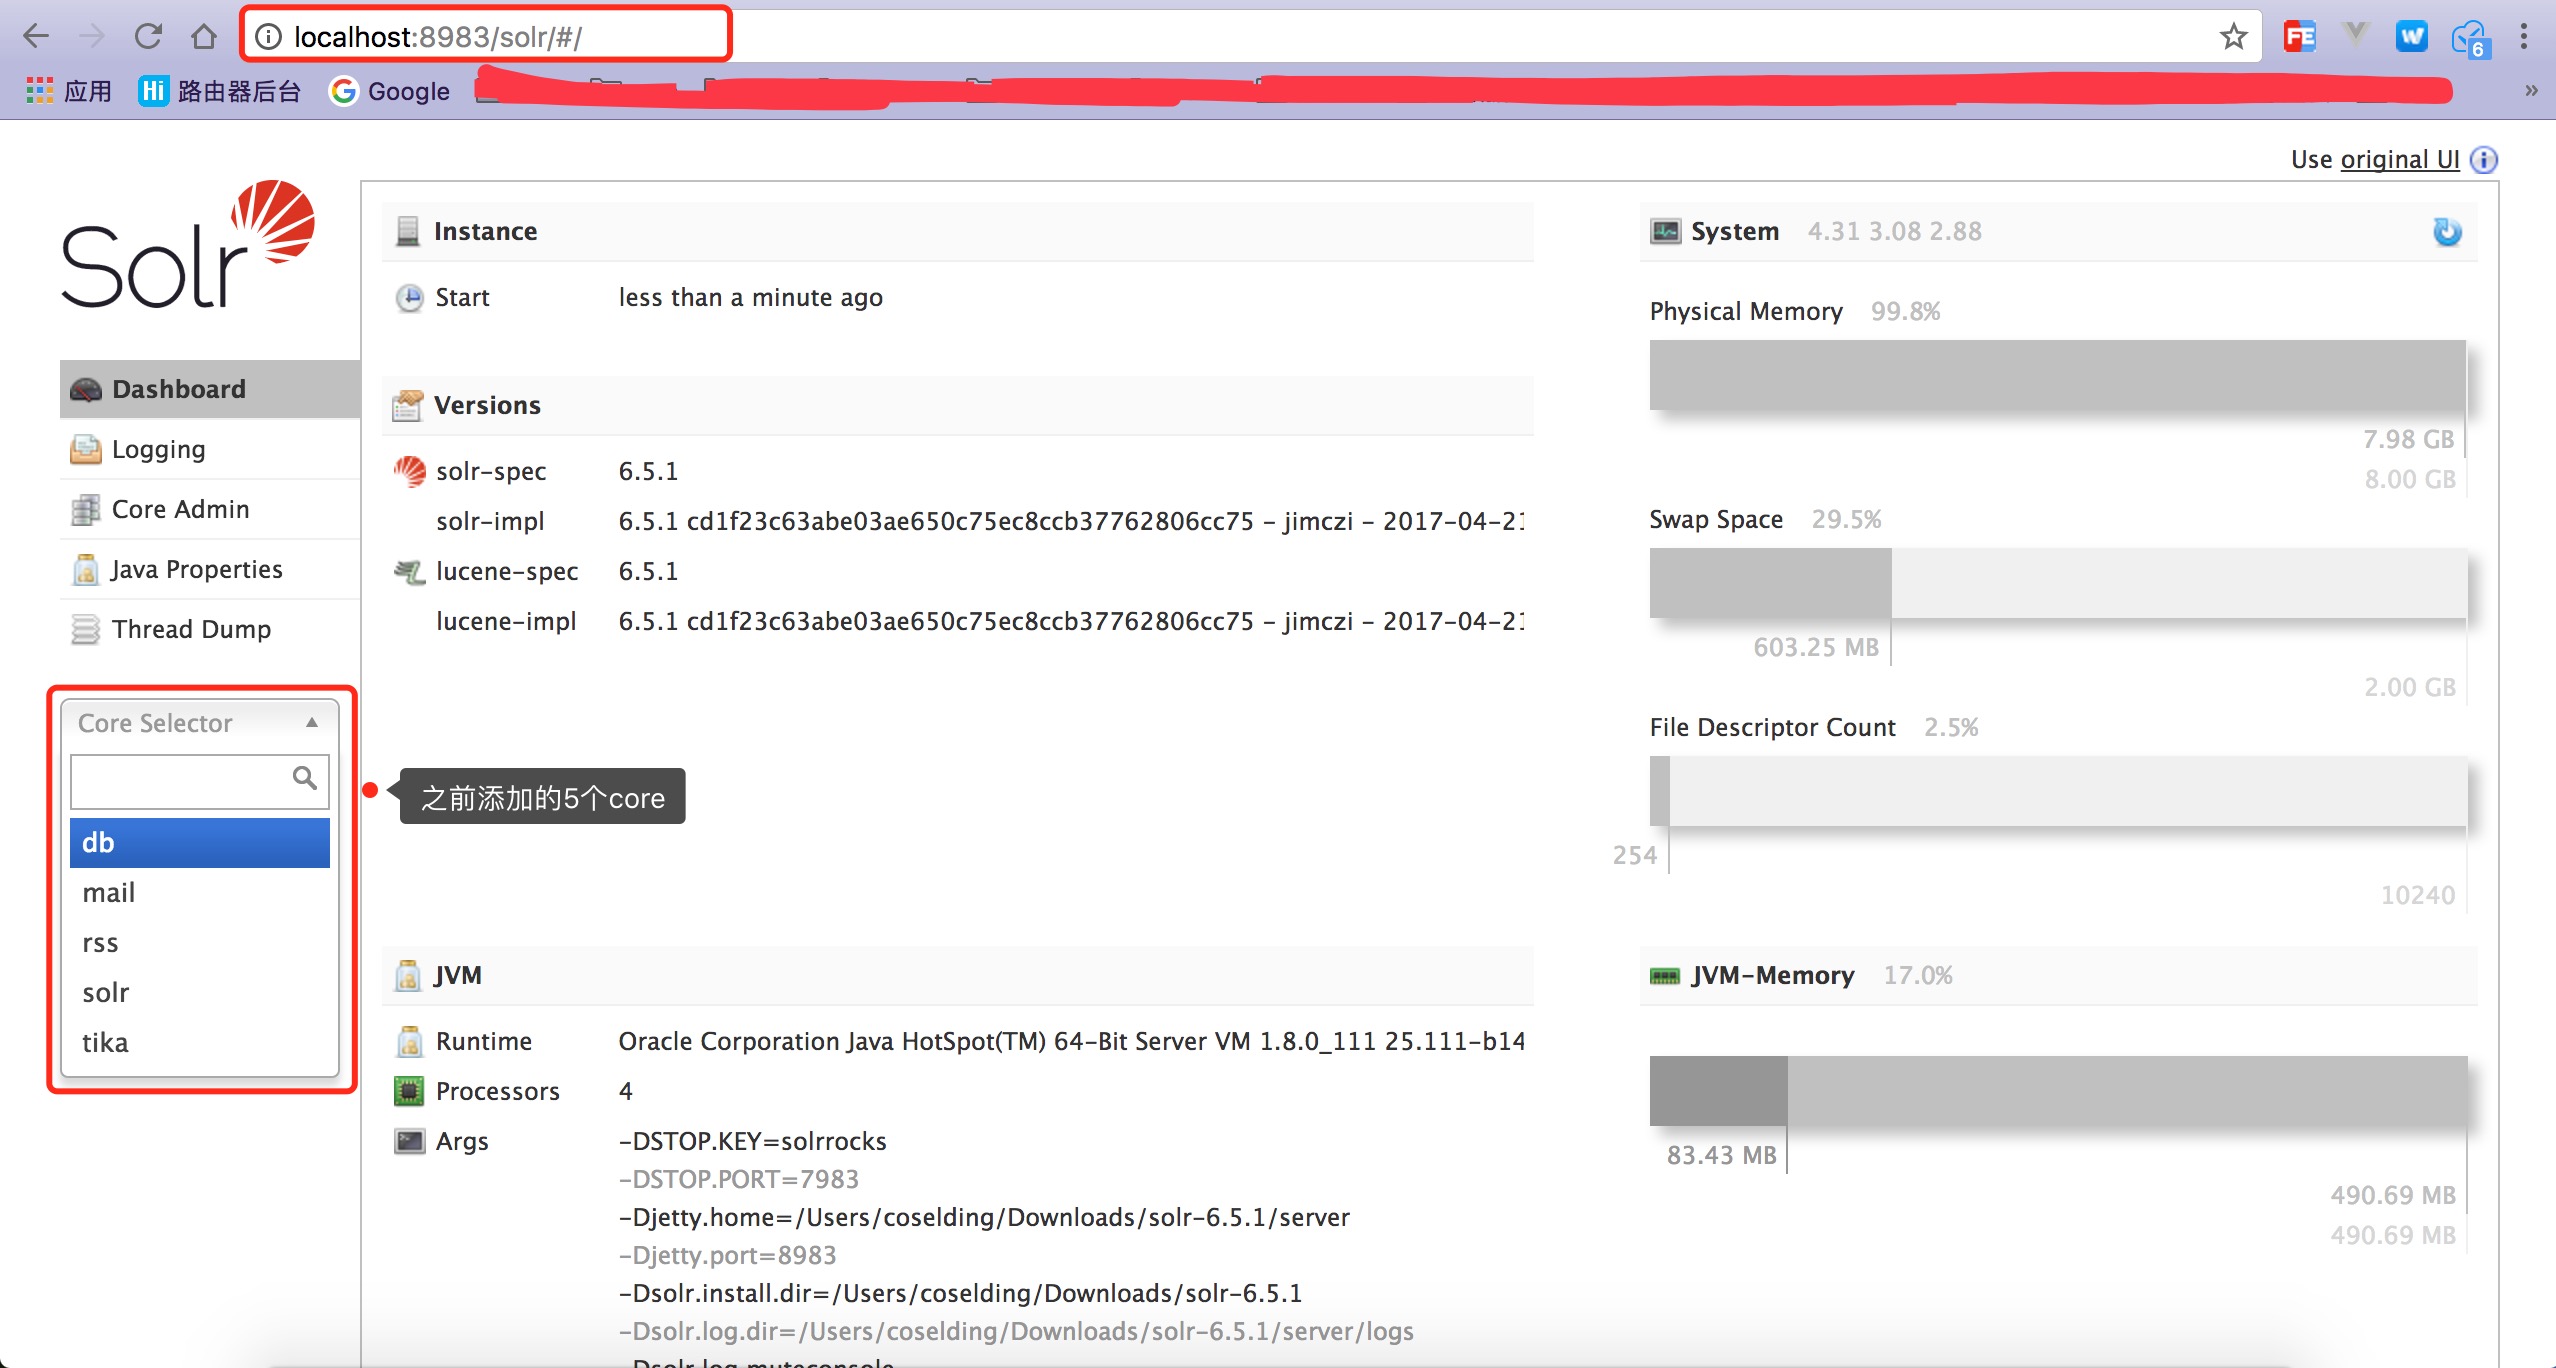 localhost:8983/solr/#/
FE
W
6
应用
Hi 路由器后台
Google
»
Use original UI
Solr
Dashboard
Logging
Core Admin
Java Properties
Thread Dump
Core Selector
db
mail
rss
solr
tika
之前添加的5个core
Instance
Start less than a minute ago
Versions
solr-spec 6.5.1
solr-impl 6.5.1 cd1f23c63abe03ae650c75ec8ccb37762806cc75 - jimczi - 2017-04-21
lucene-spec 6.5.1
lucene-impl 6.5.1 cd1f23c63abe03ae650c75ec8ccb37762806cc75 - jimczi - 2017-04-21
JVM
Runtime Oracle Corporation Java HotSpot(TM) 64-Bit Server VM 1.8.0_111 25.111-b14
Processors 4
Args -DSTOP.KEY=solrrocks
-DSTOP.PORT=7983
-Djetty.home=/Users/coselding/Downloads/solr-6.5.1/server
-Djetty.port=8983
-Dsolr.install.dir=/Users/coselding/Downloads/solr-6.5.1
-Dsolr.log.dir=/Users/coselding/Downloads/solr-6.5.1/server/logs
-Dsolr.log.muteconsole
System 4.31 3.08 2.88
Physical Memory 99.8%
7.98 GB
8.00 GB
Swap Space 29.5%
603.25 MB
2.00 GB
File Descriptor Count 2.5%
254
10240
JVM-Memory 17.0%
83.43 MB
490.69 MB
490.69 MB